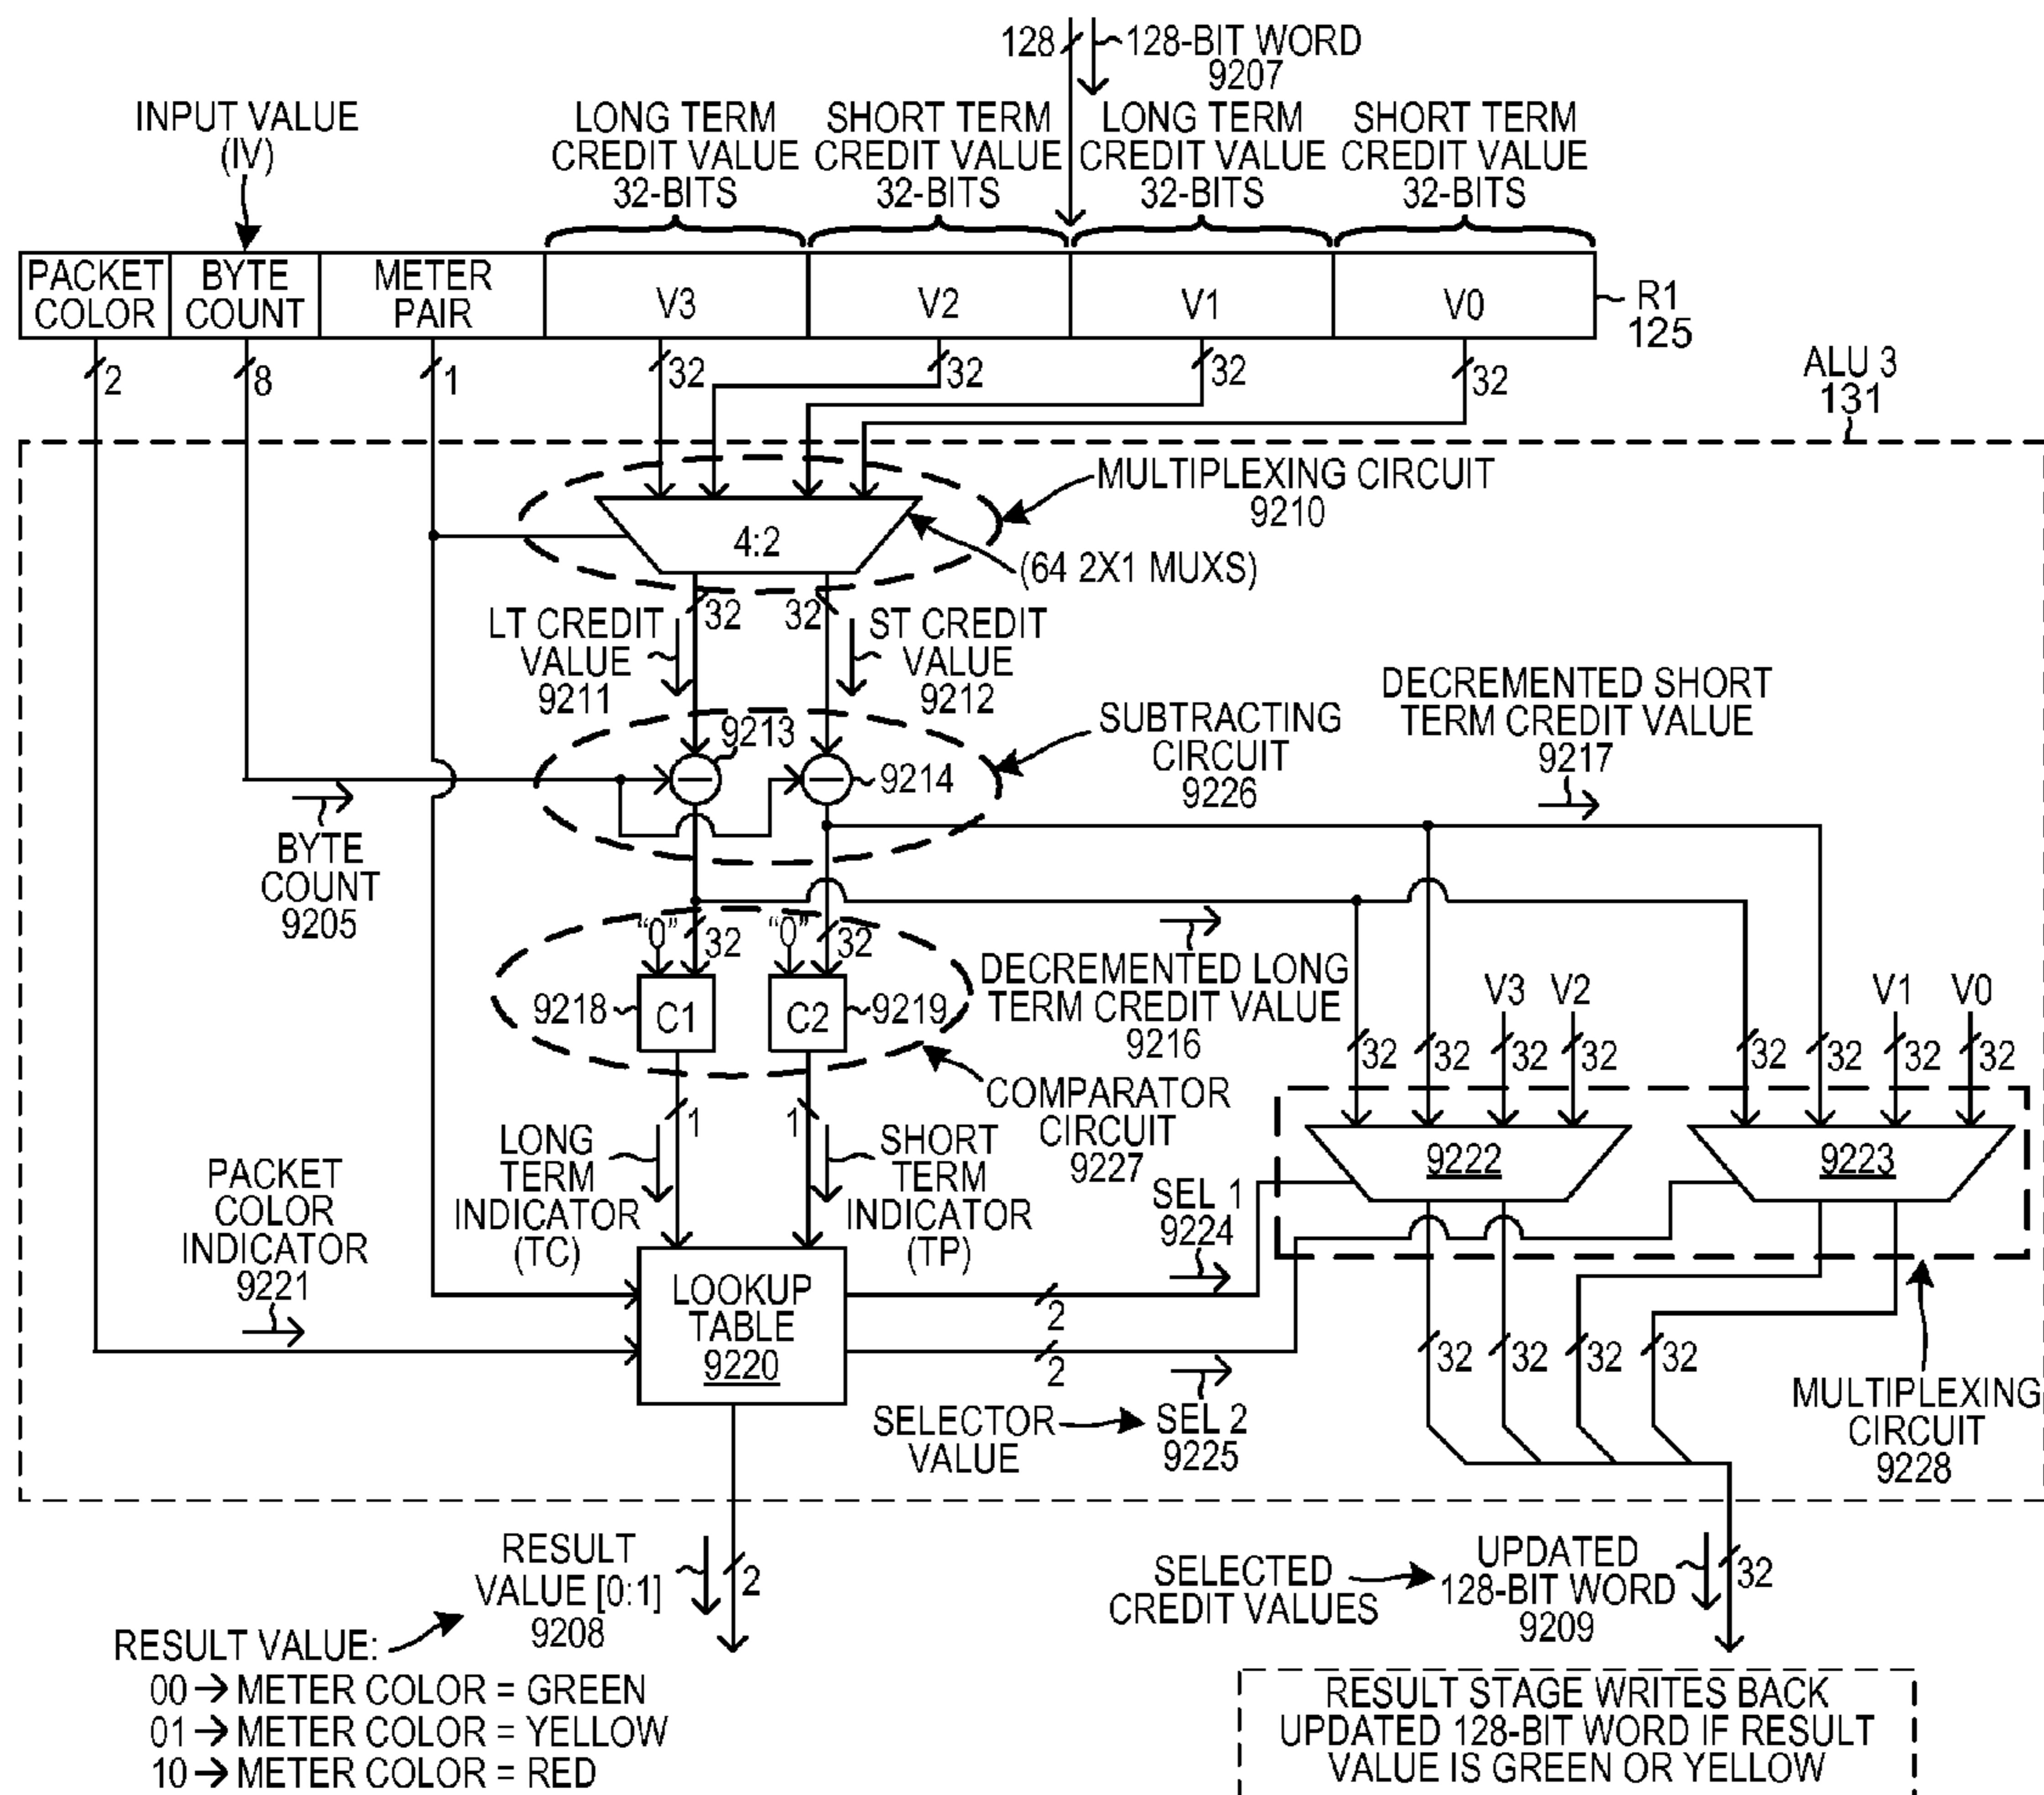 128
128-BIT WORD
9207
INPUT VALUE
(IV)
LONG TERM
CREDIT VALUE
32-BITS
SHORT TERM
CREDIT VALUE
32-BITS
LONG TERM
CREDIT VALUE
32-BITS
SHORT TERM
CREDIT VALUE
32-BITS
PACKET
COLOR
BYTE
COUNT
METER
PAIR
V3
V2
V1
V0
R1
125
2
8
1
32
32
32
32
ALU 3
131
MULTIPLEXING CIRCUIT
9210
4:2
(64 2X1 MUXS)
32
32
LT CREDIT
VALUE
9211
ST CREDIT
VALUE
9212
9213
9214
SUBTRACTING
CIRCUIT
9226
DECREMENTED SHORT
TERM CREDIT VALUE
9217
BYTE
COUNT
9205
"0"
32
"0"
32
9218
C1
C2
9219
DECREMENTED LONG
TERM CREDIT VALUE
9216
V3
V2
V1
V0
32
32
32
32
32
32
32
32
COMPARATOR
CIRCUIT
9227
1
1
LONG
TERM
INDICATOR
(TC)
SHORT
TERM
INDICATOR
(TP)
9222
9223
PACKET
COLOR
INDICATOR
9221
SEL 1
9224
LOOKUP
TABLE
9220
2
2
SELECTOR
VALUE
SEL 2
9225
32
32
32
32
MULTIPLEXING
CIRCUIT
9228
RESULT
VALUE [0:1]
9208
2
SELECTED
CREDIT VALUES
UPDATED
128-BIT WORD
9209
32
RESULT VALUE:
00 → METER COLOR = GREEN
01 → METER COLOR = YELLOW
10 → METER COLOR = RED
RESULT STAGE WRITES BACK
UPDATED 128-BIT WORD IF RESULT
VALUE IS GREEN OR YELLOW